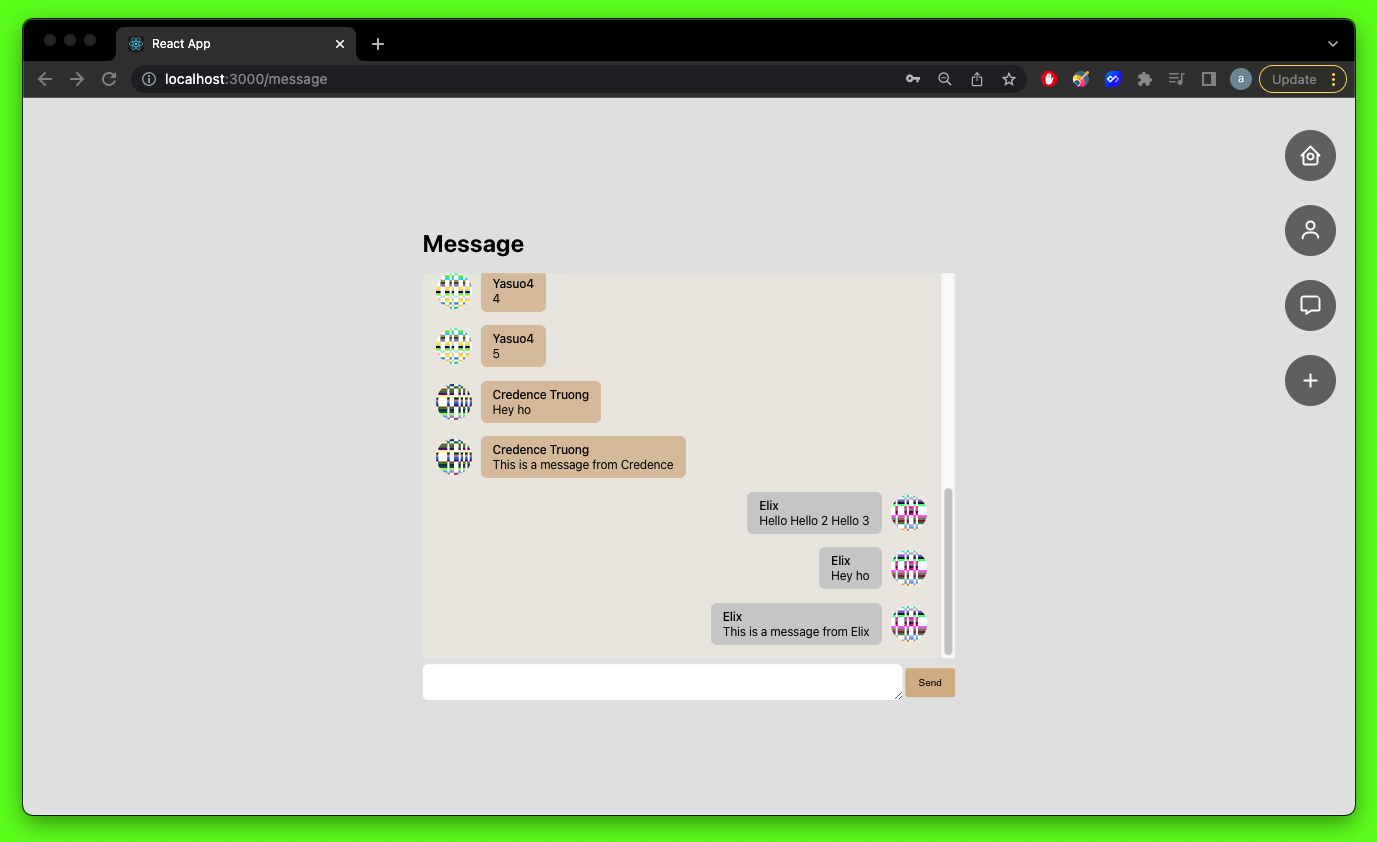 React App
localhost:3000/message
a
Update
Message
Yasuo4
4
Yasuo4
5
Credence Truong
Hey ho
Credence Truong
This is a message from Credence
Elix
Hello Hello 2 Hello 3
Elix
Hey ho
Elix
This is a message from Elix
Send